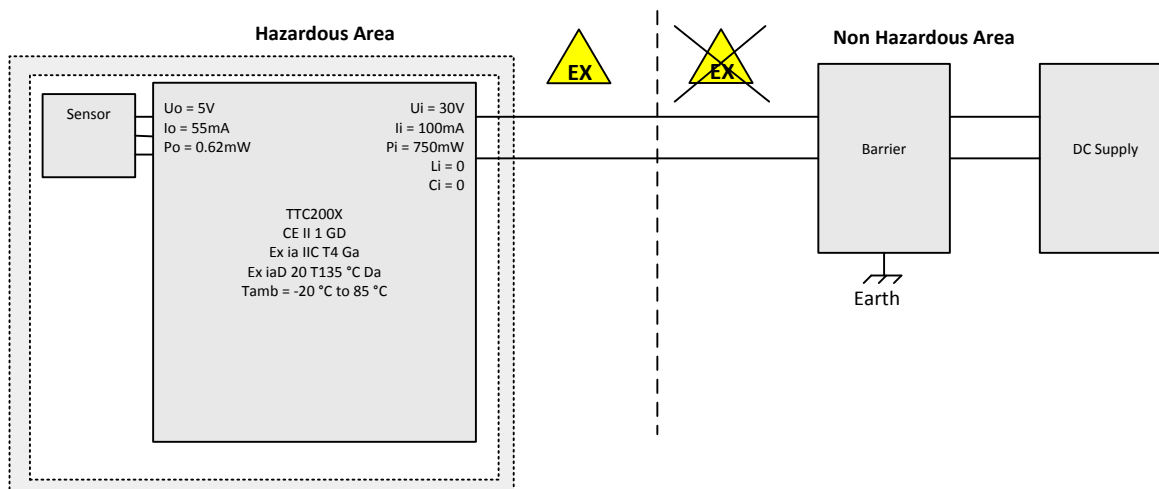 Hazardous Area
Non Hazardous Area
EX
EX
Sensor
Uo = 5V
Io = 55mA
Po = 0.62mW
Ui = 30V
Ii = 100mA
Pi = 750mW
Li = 0
Ci = 0
TTC200X
CE II 1 GD
Ex ia IIC T4 Ga
Ex iaD 20 T135 °C Da
Tamb = -20 °C to 85 °C
Barrier
DC Supply
Earth